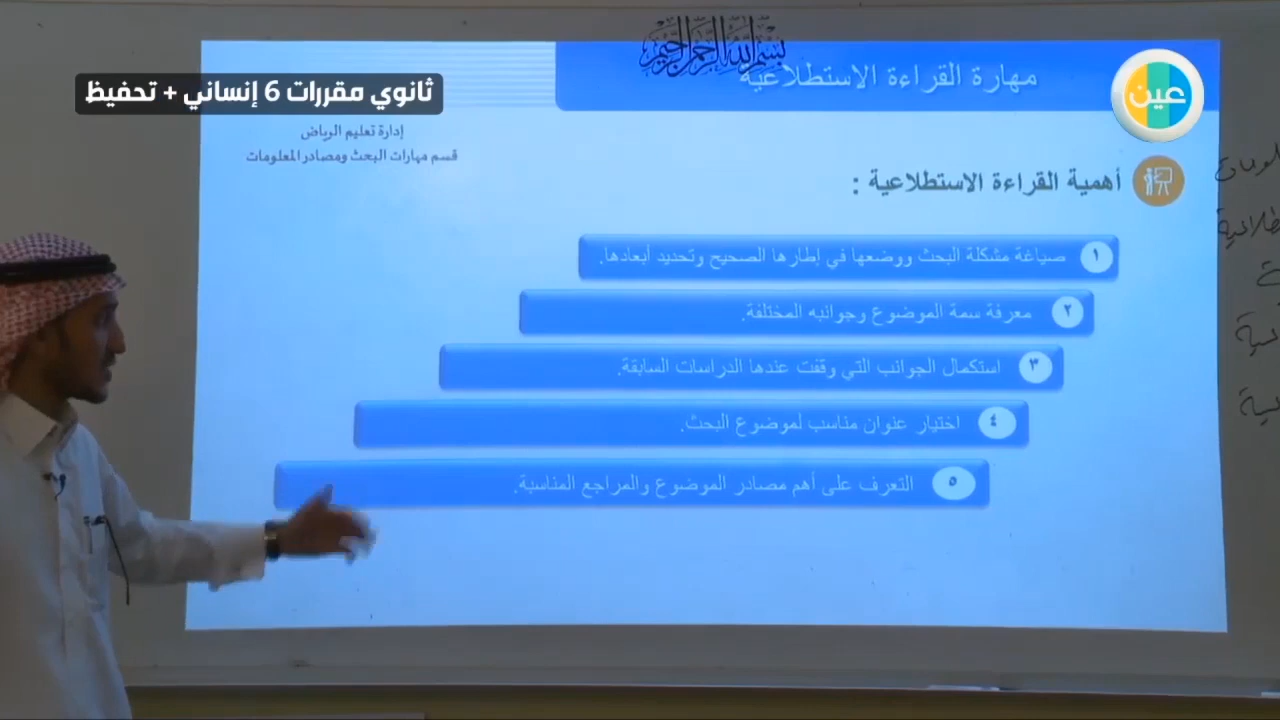 بسم الله الرحمن الرحيم
مهارة القراءة الاستطلاعية
عين
ثانوي مقررات 6 إنساني + تحفيظ
إدارة تعليم الرياض
قسم مهارات البحث ومصادر المعلومات
أهمية القراءة الاستطلاعية :
١ صياغة مشكلة البحث ووضعها في إطارها الصحيح وتحديد أبعادها.
٢ معرفة سمة الموضوع وجوانبه المختلفة.
٣ استكمال الجوانب التي وقفت عندها الدراسات السابقة.
٤ اختيار عنوان مناسب لموضوع البحث.
٥ التعرف على أهم مصادر الموضوع والمراجع المناسبة.